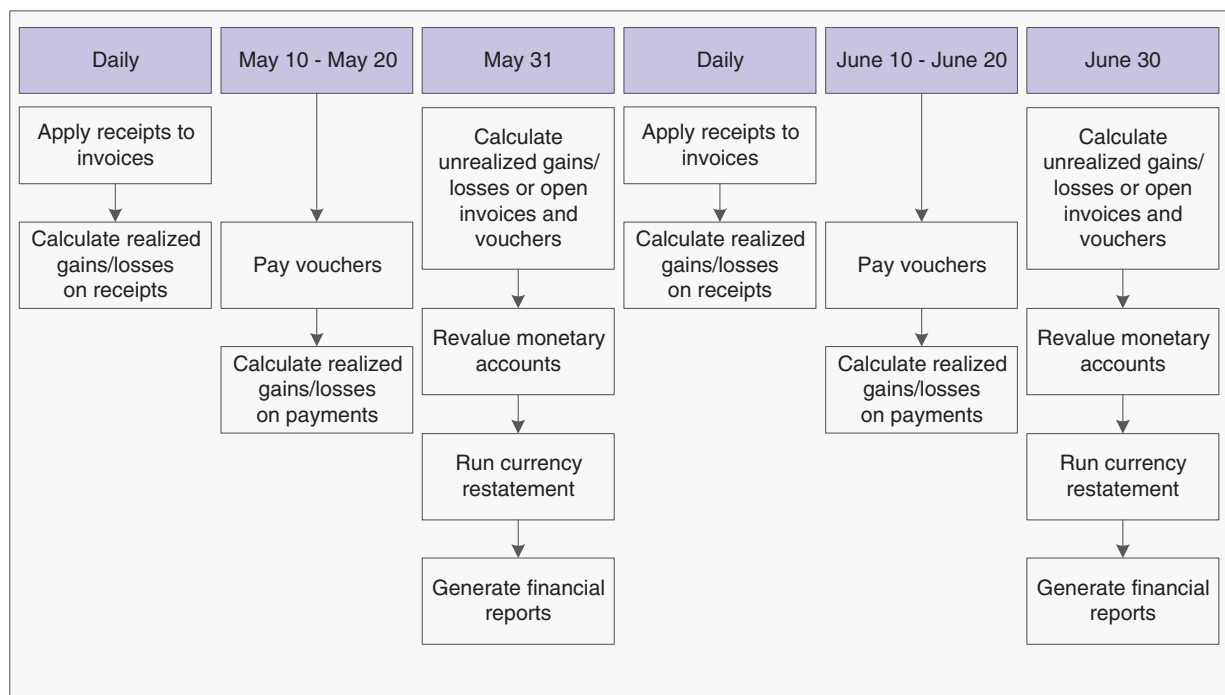 Daily
May 10 - May 20
May 31
Daily
June 10 - June 20
June 30
Apply receipts to
invoices
Calculate realized
gains/losses
on receipts
Pay vouchers
Calculate realized
gains/losses
on payments
Calculate
unrealized gains/
losses or open
invoices and
vouchers
Revalue monetary
accounts
Run currency
restatement
Generate financial
reports
Apply receipts to
invoices
Calculate realized
gains/losses
on receipts
Pay vouchers
Calculate realized
gains/losses
on payments
Calculate
unrealized gains/
losses or open
invoices and
vouchers
Revalue monetary
accounts
Run currency
restatement
Generate financial
reports